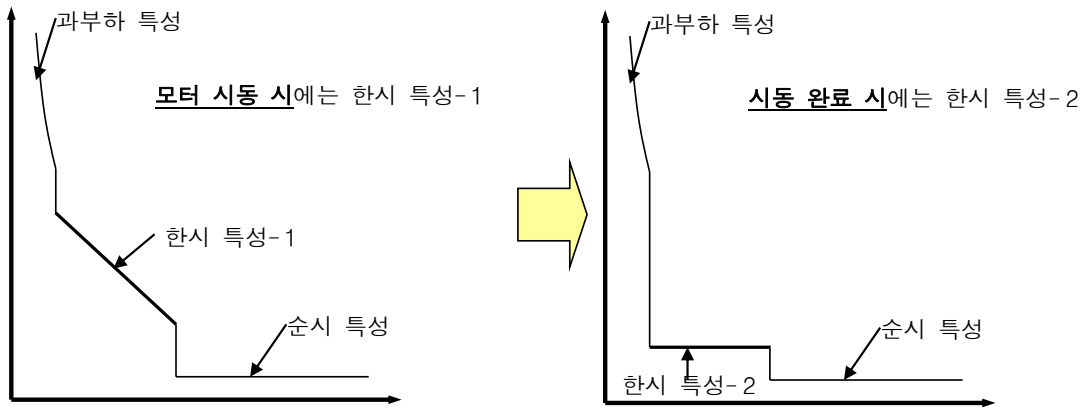 과부하 특성
모터 시동 시에는 한시 특성-1
한시 특성-1
순시 특성
과부하 특성
시동 완료 시에는 한시 특성-2
순시 특성
한시 특성-2